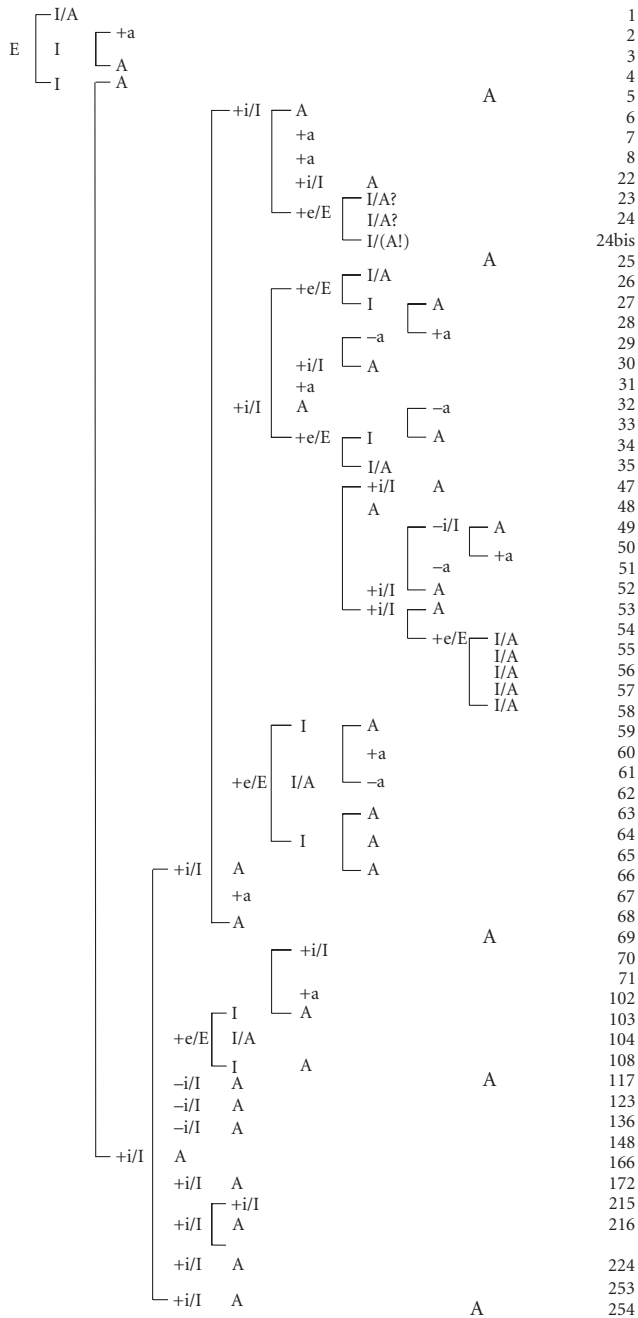 I/A 1
+a 2
E I 3
A
I A 4
A 5
+i/I A 6
+a 7
+a 8
+i/I A 22
I/A? 23
+e/E I/A? 24
I/(A!) 24bis
A 25
+e/E I/A 26
I A 27
+a 28
–a 29
+i/I A 30
+a 31
+i/I A –a 32
33
+e/E I A 34
I/A 35
+i/I A 47
A 48
–i/I A 49
+a 50
–a 51
+i/I A 52
+i/I A 53
+e/E I/A 54
I/A 55
I/A 56
I/A 57
I/A 58
I A 59
+a 60
61
+e/E I/A –a 62
A 63
I A 64
65
+i/I A A 66
+a 67
A 68
A 69
+i/I 70
71
+a 102
I A 103
+e/E I/A 104
I A 108
–i/I A A 117
–i/I A 123
–i/I A 136
148
+i/I A 166
+i/I A 172
+i/I 215
+i/I A 216
+i/I A 224
253
+i/I A A 254